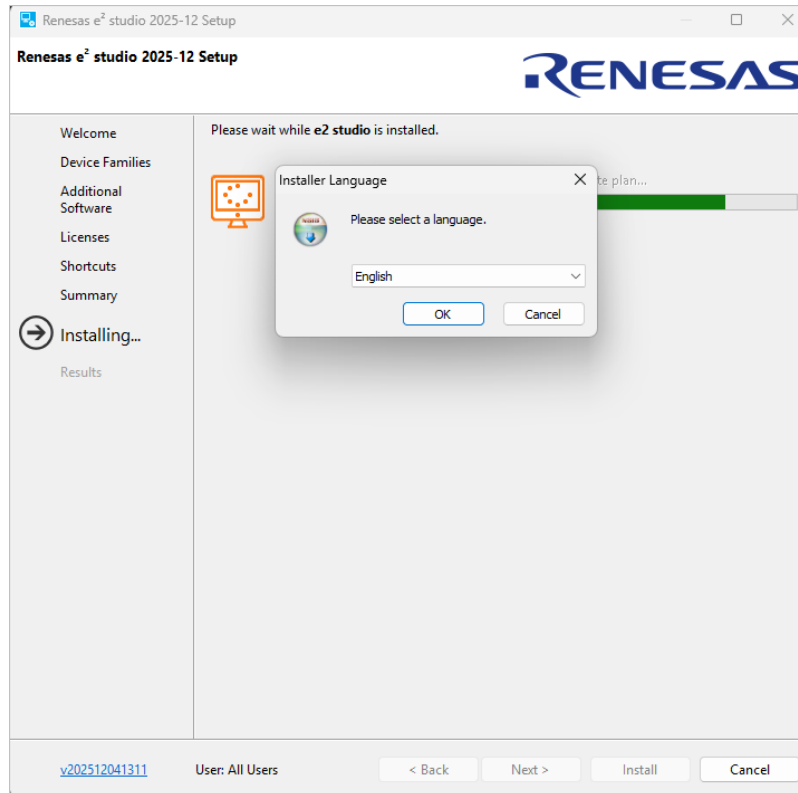 Renesas e² studio 2025-12 Setup
Renesas e² studio 2025-12 Setup
RENESAS
Welcome
Device Families
Additional
Software
Licenses
Shortcuts
Summary
Installing...
Results
Please wait while e2 studio is installed.
te plan...
Installer Language
Please select a language.
English
OK
Cancel
v202512041311
User: All Users
< Back
Next >
Install
Cancel